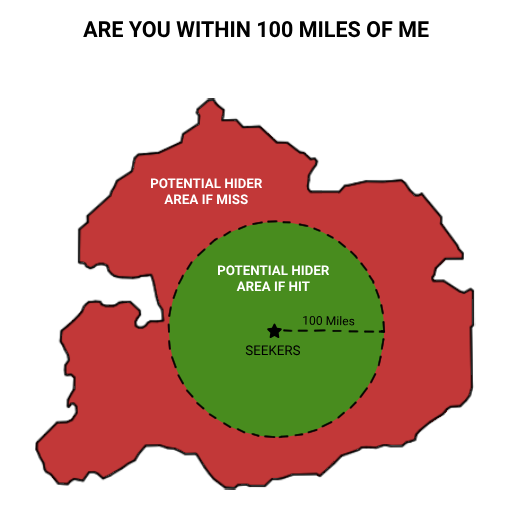 ARE YOU WITHIN 100 MILES OF ME
POTENTIAL HIDER
AREA IF MISS
POTENTIAL HIDER
AREA IF HIT
100 Miles
SEEKERS